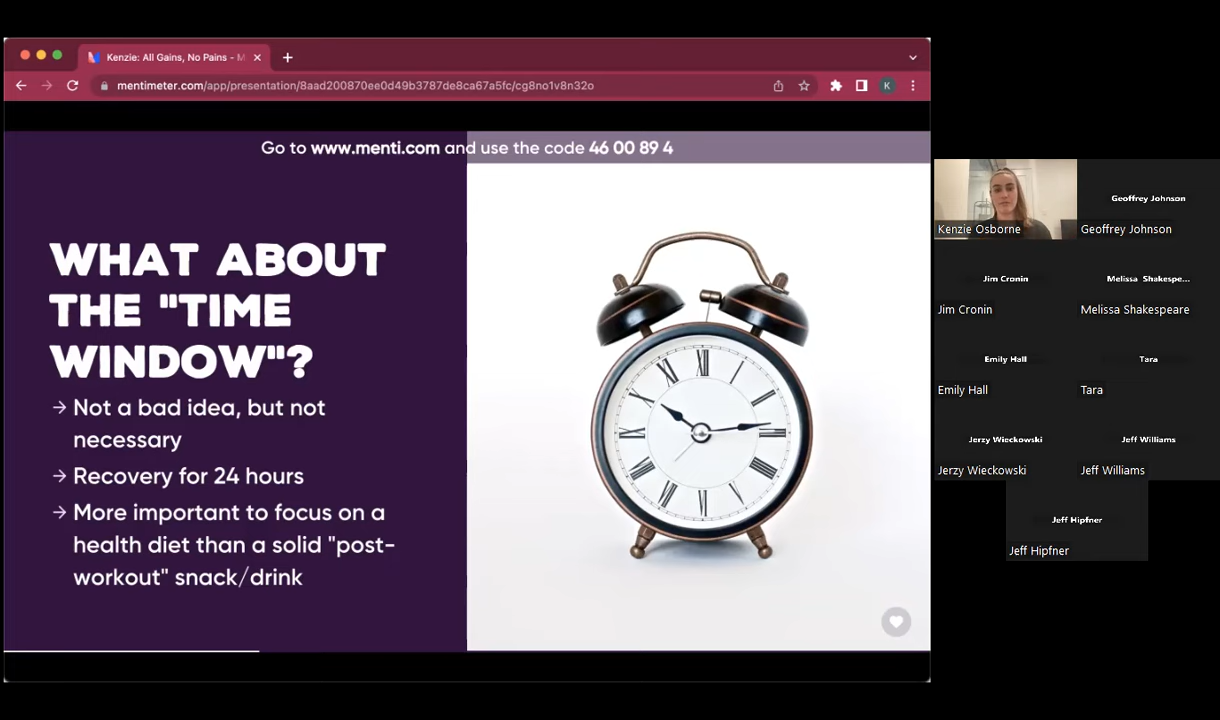 Kenzie: All Gains, No Pains - M
mentimeter.com/app/presentation/8aad200870ee0d49b3787de8ca67a5fc/cg8no1v8n32o
K
Go to www.menti.com and use the code 46 00 89 4
WHAT ABOUT
THE "TIME
WINDOW"?
→ Not a bad idea, but not
necessary
→ Recovery for 24 hours
→ More important to focus on a
health diet than a solid "post-
workout" snack/drink
Kenzie Osborne
Geoffrey Johnson
Geoffrey Johnson
Jim Cronin
Jim Cronin
Melissa Shakespe...
Melissa Shakespeare
Emily Hall
Emily Hall
Tara
Tara
Jerzy Wieckowski
Jerzy Wieckowski
Jeff Williams
Jeff Williams
Jeff Hipfner
Jeff Hipfner